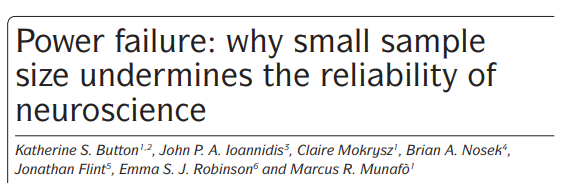 Power failure: why small sample
size undermines the reliability of
neuroscience
Katherine S. Button1,2, John P. A. Ioannidis3, Claire Mokrysz1, Brian A. Nosek4,
Jonathan Flint5, Emma S. J. Robinson6 and Marcus R. Munafò1